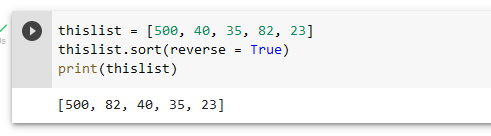 thislist = [500, 40, 35, 82, 23]
thislist.sort(reverse = True)
print(thislist)
[500, 82, 40, 35, 23]